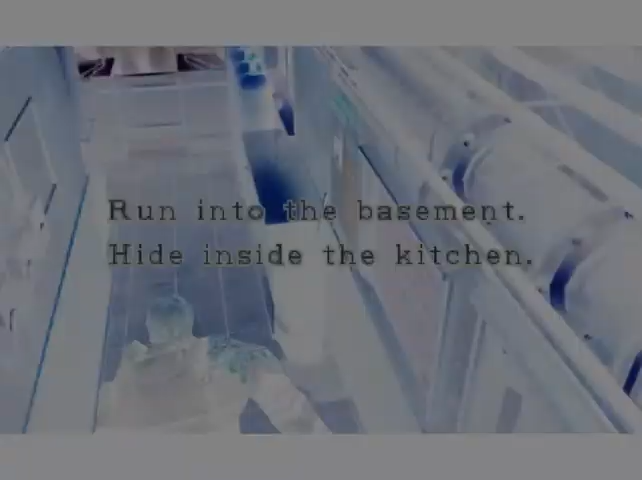 Run into the basement.
Hide inside the kitchen.